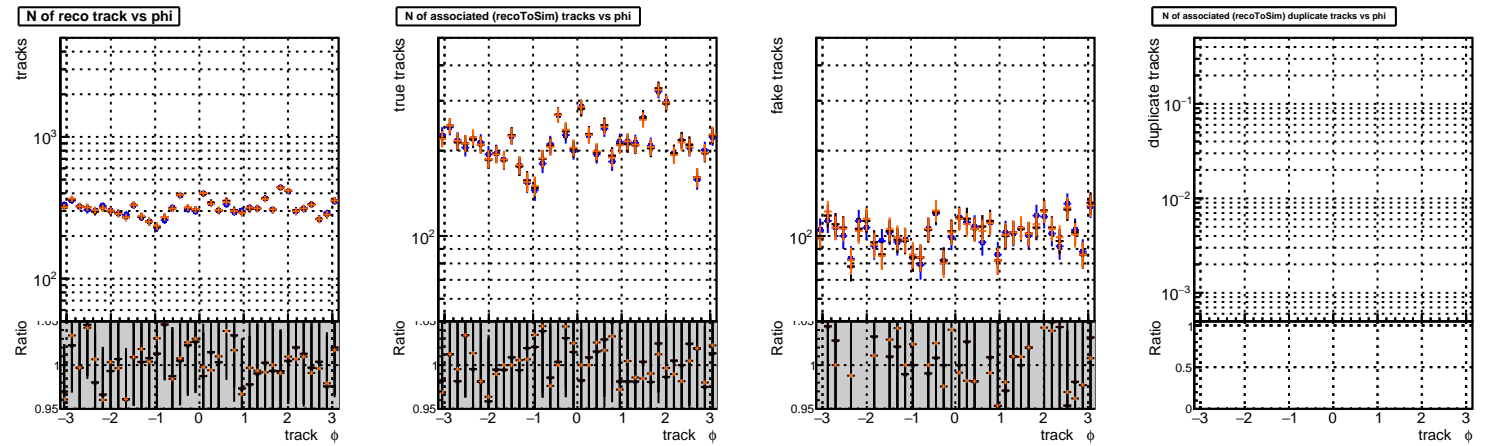 N of reco track vs phi
tracks
10³
10²
Ratio
1.05
1
0.95
−3 −2 −1 0 1 2 3
track ϕ
N of associated (recoToSim) tracks vs phi
true tracks
10²
Ratio
1.05
1
0.95
−3 −2 −1 0 1 2 3
track ϕ
fake tracks
10²
Ratio
1.05
1
0.95
−3 −2 −1 0 1 2 3
track ϕ
N of associated (recoToSim) duplicate tracks vs phi
duplicate tracks
10⁻¹
10⁻²
10⁻³
Ratio
1
0.5
0
−3 −2 −1 0 1 2 3
track ϕ